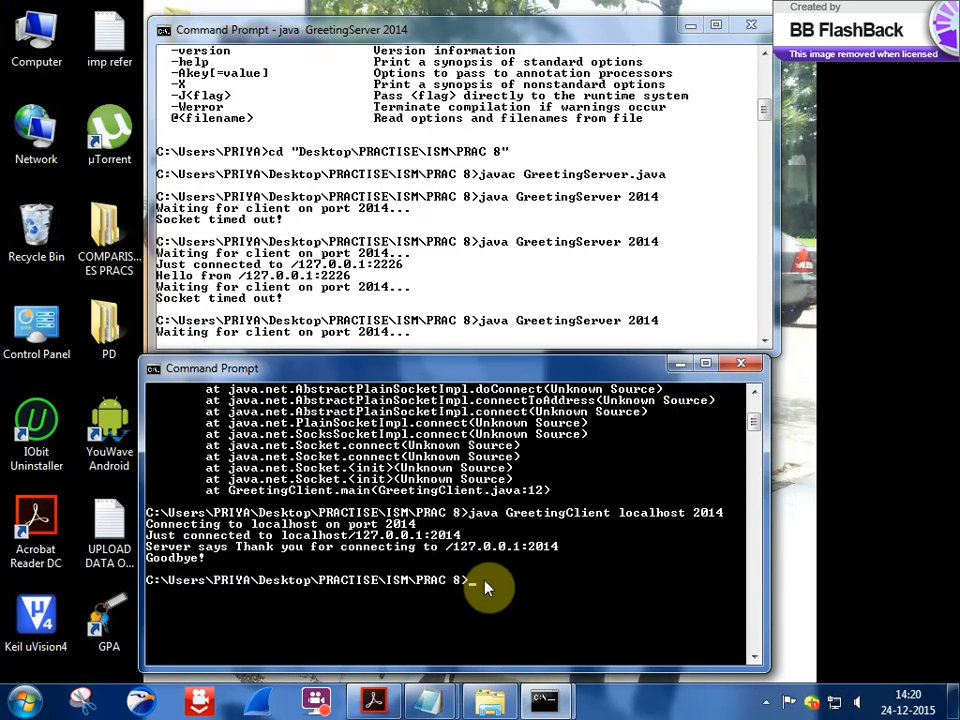 Computer
imp refer
Network
µTorrent
Recycle Bin
COMPARIS...
ES PRACS
Control Panel
PD
IObit
Uninstaller
YouWave
Android
Acrobat
Reader DC
UPLOAD
DATA O...
Keil uVision4
GPA
Command Prompt - java  GreetingServer 2014
-version Version information
-help Print a synopsis of standard options
-Akey[=value] Options to pass to annotation processors
-X Print a synopsis of nonstandard options
-J<flag> Pass <flag> directly to the runtime system
-Werror Terminate compilation if warnings occur
@<filename> Read options and filenames from file
C:\Users\PRIYA>cd "Desktop\PRACTISE\ISM\PRAC 8"
C:\Users\PRIYA\Desktop\PRACTISE\ISM\PRAC 8>javac GreetingServer.java
C:\Users\PRIYA\Desktop\PRACTISE\ISM\PRAC 8>java GreetingServer 2014
Waiting for client on port 2014...
Socket timed out!
C:\Users\PRIYA\Desktop\PRACTISE\ISM\PRAC 8>java GreetingServer 2014
Waiting for client on port 2014...
Just connected to /127.0.0.1:2226
Hello from /127.0.0.1:2226
Waiting for client on port 2014...
Socket timed out!
C:\Users\PRIYA\Desktop\PRACTISE\ISM\PRAC 8>java GreetingServer 2014
Waiting for client on port 2014...
Command Prompt
at java.net.AbstractPlainSocketImpl.doConnect(Unknown Source)
at java.net.AbstractPlainSocketImpl.connectToAddress(Unknown Source)
at java.net.AbstractPlainSocketImpl.connect(Unknown Source)
at java.net.PlainSocketImpl.connect(Unknown Source)
at java.net.SocksSocketImpl.connect(Unknown Source)
at java.net.Socket.connect(Unknown Source)
at java.net.Socket.connect(Unknown Source)
at java.net.Socket.<init>(Unknown Source)
at java.net.Socket.<init>(Unknown Source)
at GreetingClient.main(GreetingClient.java:12)
C:\Users\PRIYA\Desktop\PRACTISE\ISM\PRAC 8>java GreetingClient localhost 2014
Connecting to localhost on port 2014
Just connected to localhost/127.0.0.1:2014
Server says Thank you for connecting to /127.0.0.1:2014
Goodbye!
C:\Users\PRIYA\Desktop\PRACTISE\ISM\PRAC 8>_
Created by
BB FlashBack
This image removed when licensed
14:20
24-12-2015